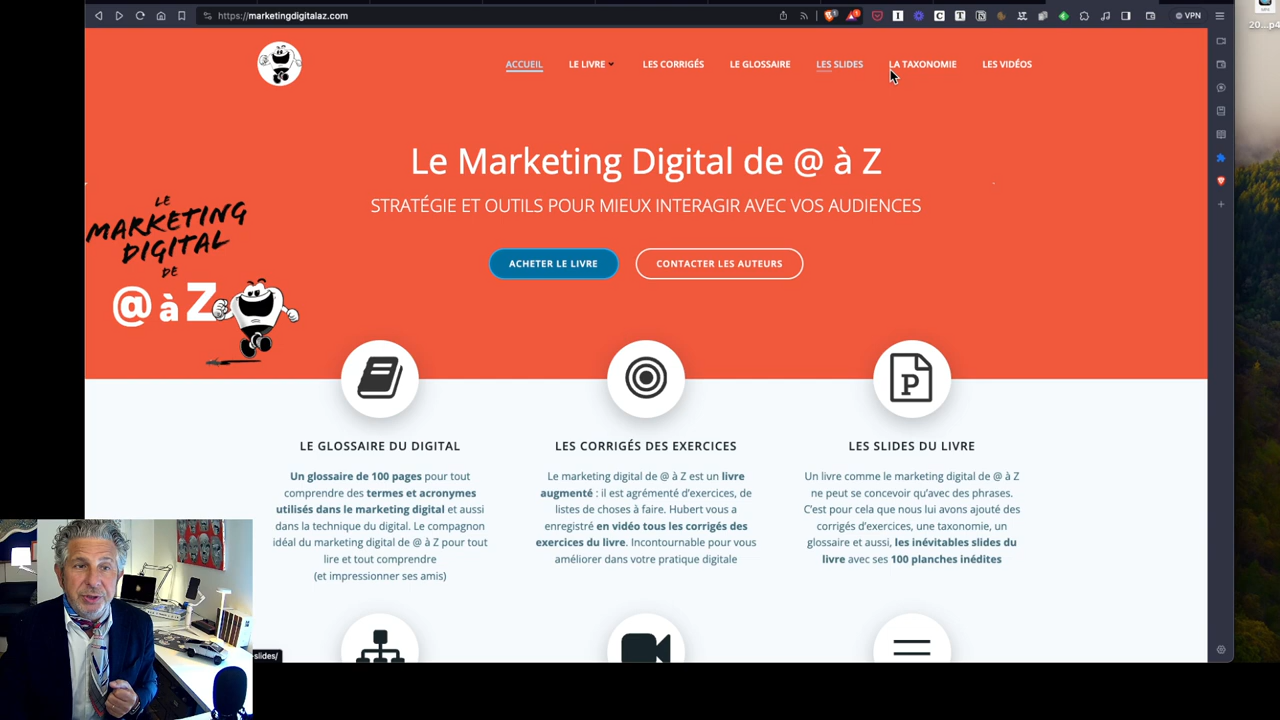 https://marketingdigitalaz.com
VPN
20...p4
ACCUEIL
LE LIVRE
LES CORRIGÉS
LE GLOSSAIRE
LES SLIDES
LA TAXONOMIE
LES VIDÉOS
Le Marketing Digital de @ à Z
STRATÉGIE ET OUTILS POUR MIEUX INTERAGIR AVEC VOS AUDIENCES
LE
MARKETING
DIGITAL
DE
@ à Z
ACHETER LE LIVRE
CONTACTER LES AUTEURS
P
LE GLOSSAIRE DU DIGITAL
Un glossaire de 100 pages pour tout
comprendre des termes et acronymes
utilisés dans le marketing digital et aussi
dans la technique du digital. Le compagnon
idéal du marketing digital de @ à Z pour tout
lire et tout comprendre
(et impressionner ses amis)
LES CORRIGÉS DES EXERCICES
Le marketing digital de @ à Z est un livre
augmenté : il est agrémenté d'exercices, de
listes de choses à faire. Hubert vous a
enregistré en vidéo tous les corrigés des
exercices du livre. Incontournable pour vous
améliorer dans votre pratique digitale
LES SLIDES DU LIVRE
Un livre comme le marketing digital de @ à Z
ne peut se concevoir qu'avec des phrases.
C'est pour cela que nous lui avons ajouté des
corrigés d'exercices, une taxonomie, un
glossaire et aussi, les inévitables slides du
livre avec ses 100 planches inédites
slides/